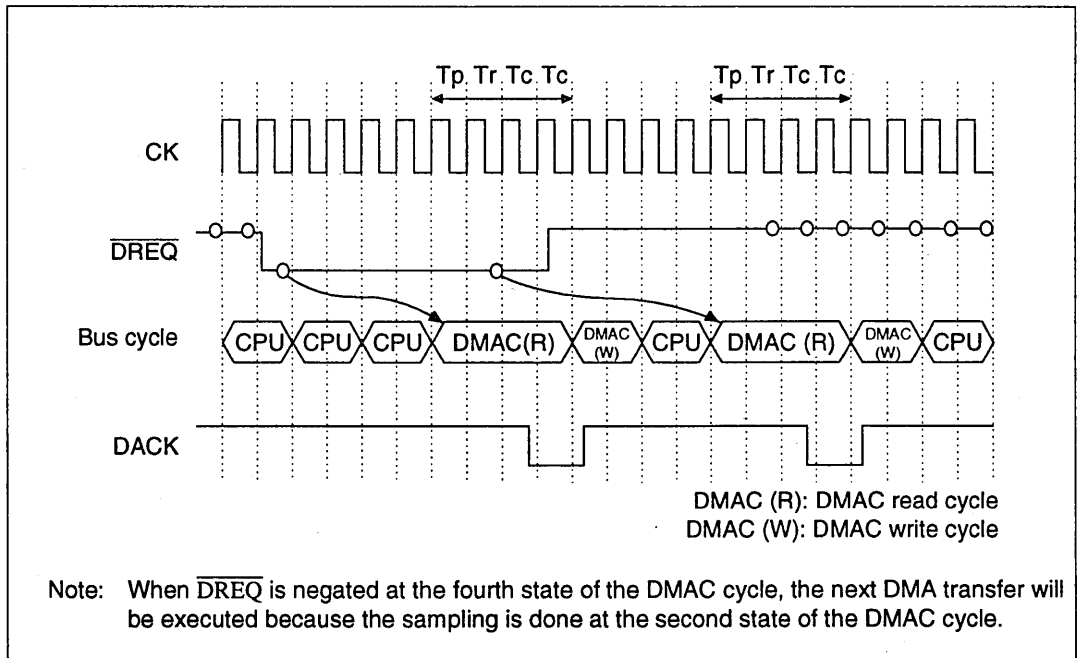 Tp Tr Tc Tc Tp Tr Tc Tc
CK
DREQ
Bus cycle CPU CPU CPU DMAC(R) DMAC (W) CPU DMAC (R) DMAC (W) CPU
DACK
DMAC (R): DMAC read cycle
DMAC (W): DMAC write cycle
Note: When DREQ is negated at the fourth state of the DMAC cycle, the next DMA transfer will
be executed because the sampling is done at the second state of the DMAC cycle.